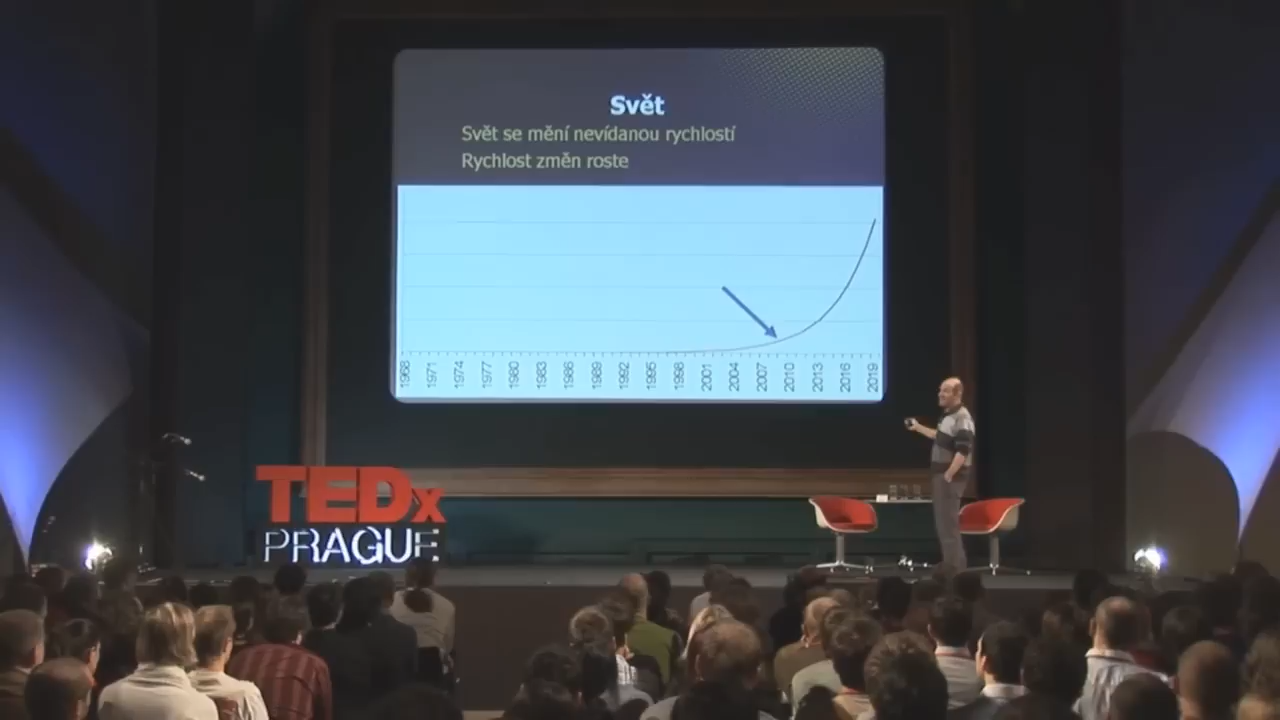 Svět
Svět se mění nevídanou rychlostí
Rychlost změn roste
1968 1971 1974 1977 1980 1983 1986 1989 1992 1995 1998 2001 2004 2007 2010 2013 2016 2019
TEDx
PRAGUE